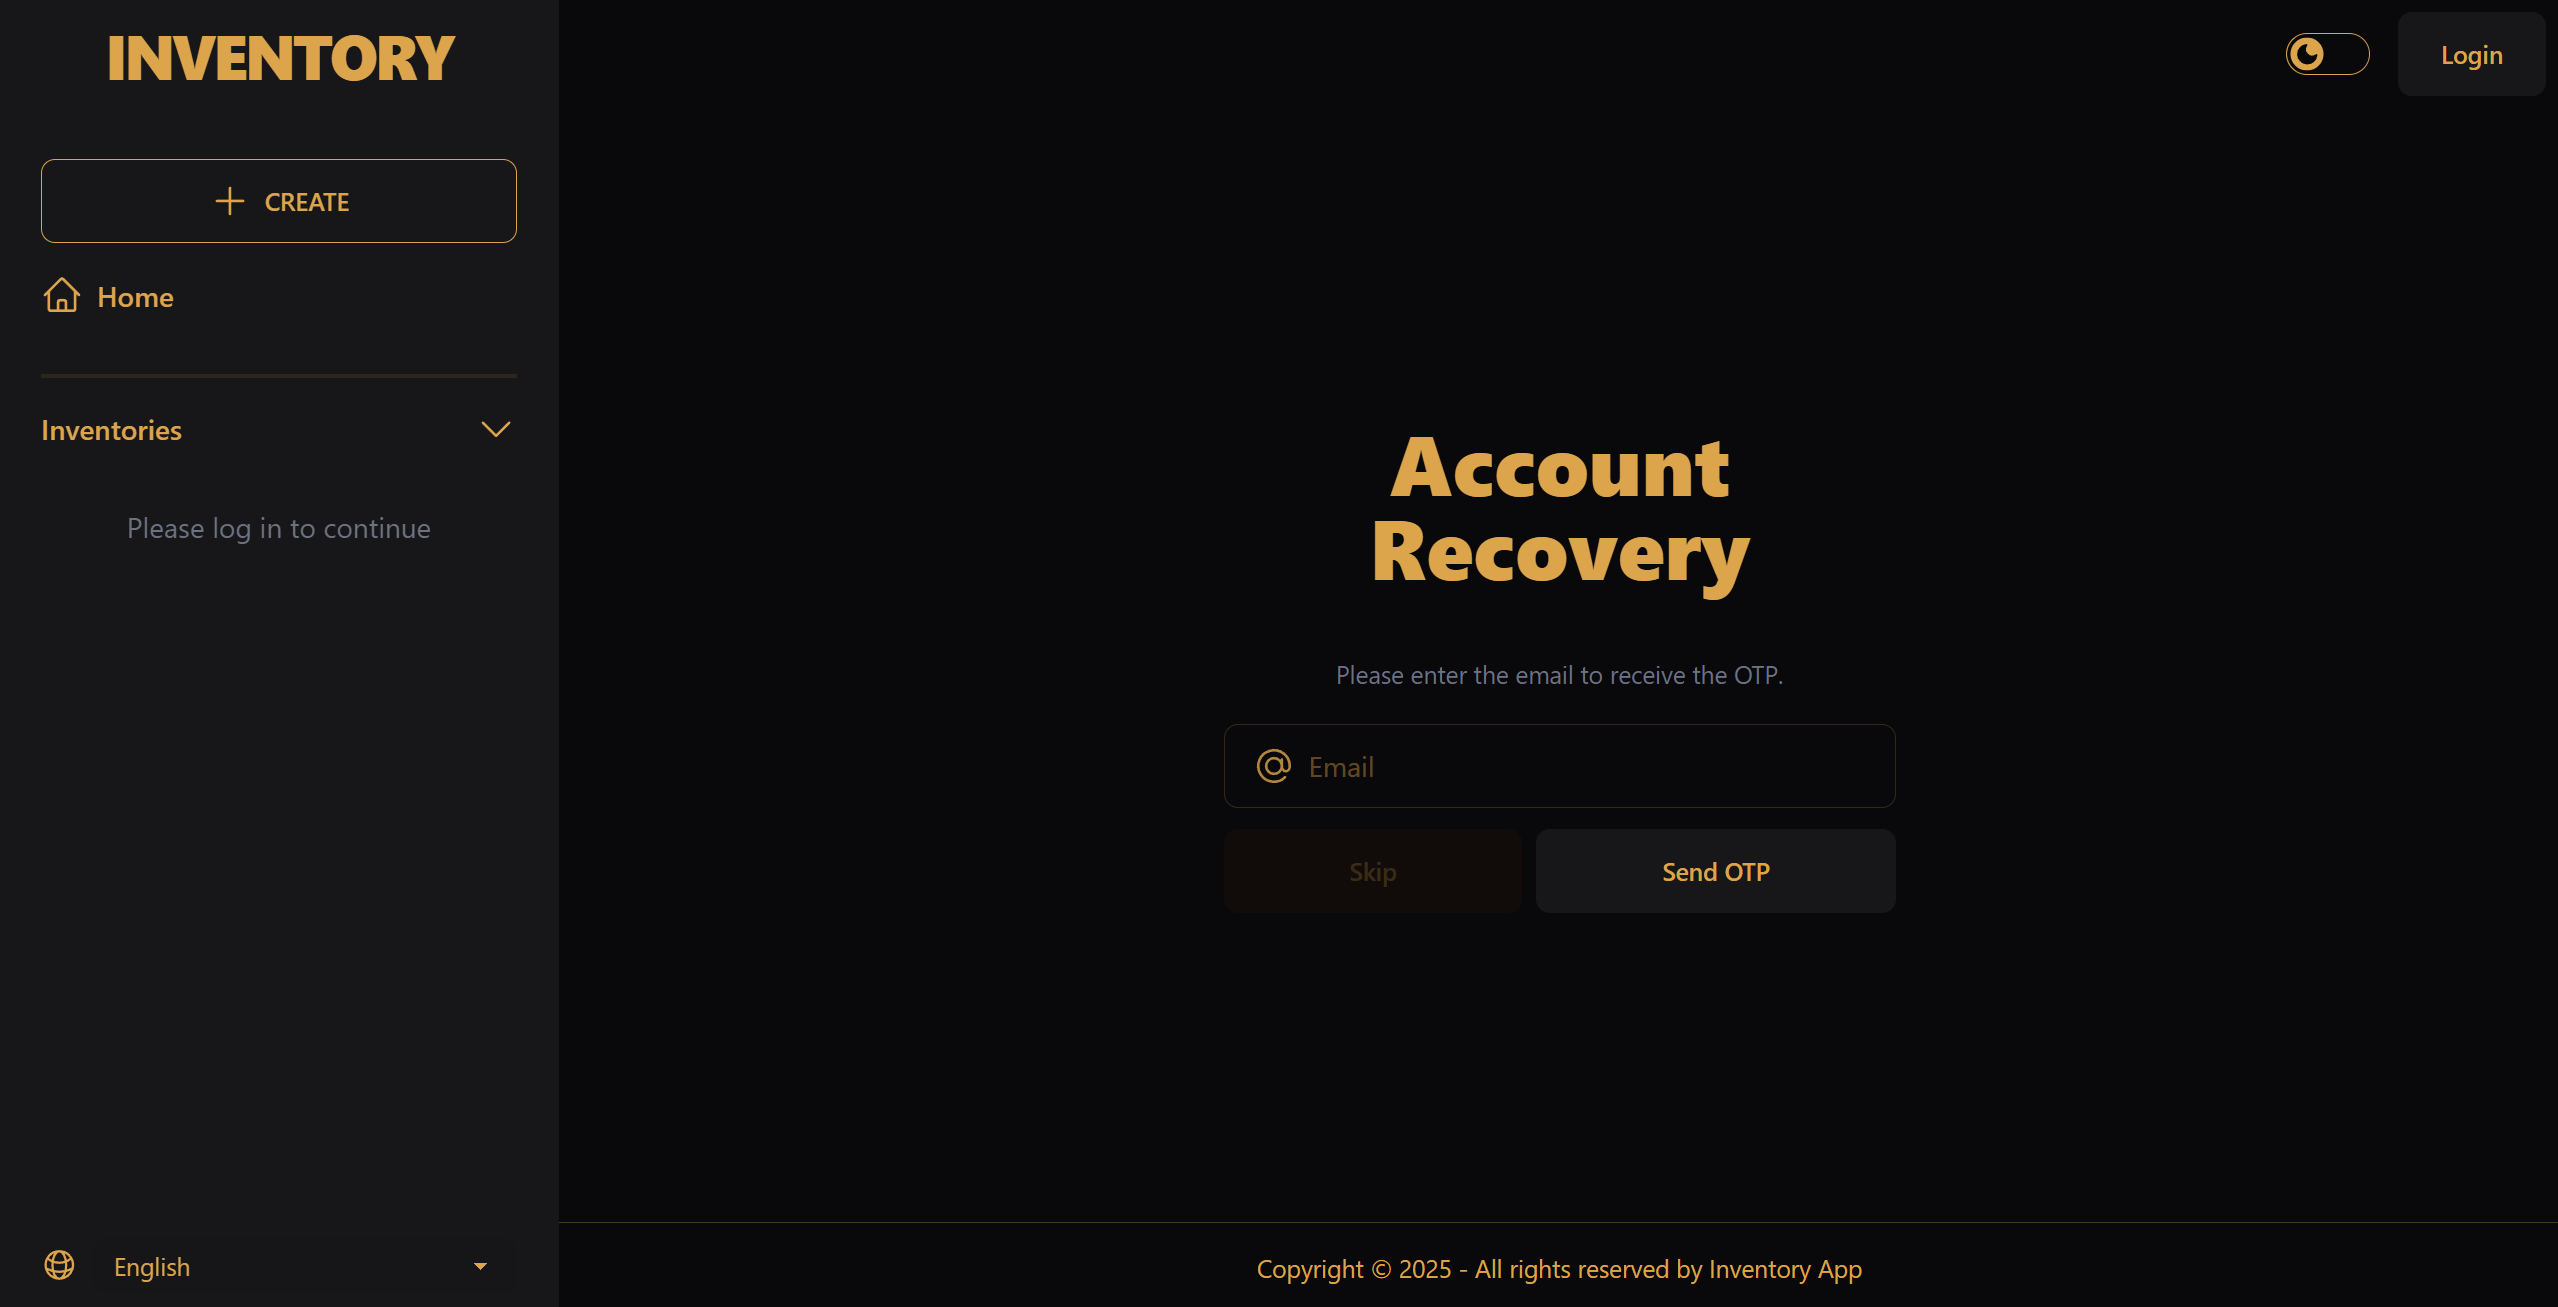 INVENTORY
CREATE
Home
Inventories
Please log in to continue
English
Login
Account
Recovery
Please enter the email to receive the OTP.
Email
Skip
Send OTP
Copyright © 2025 - All rights reserved by Inventory App